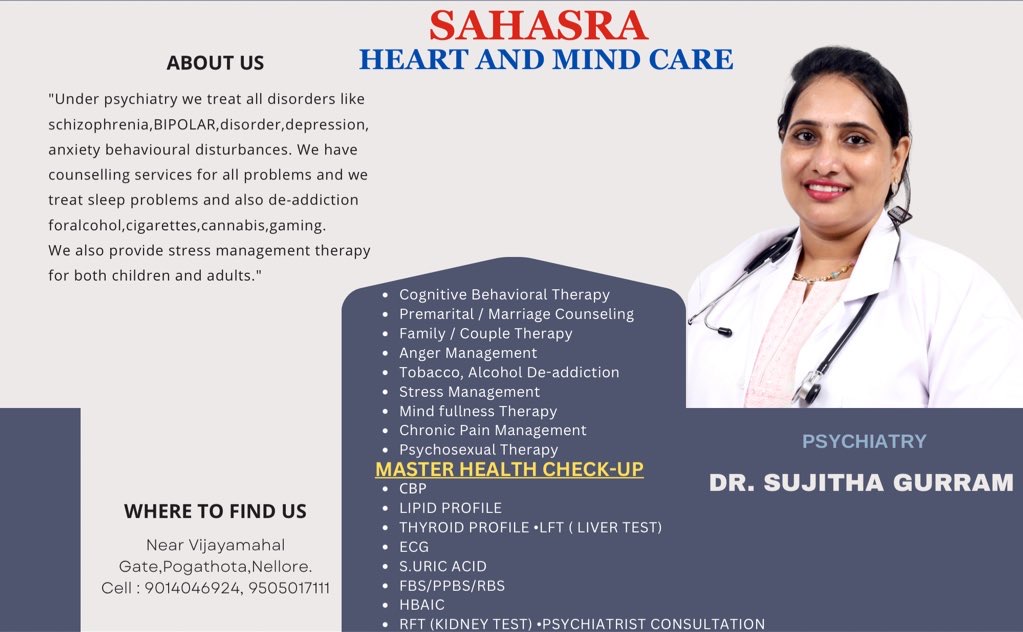 SAHASRA
HEART AND MIND CARE
ABOUT US
"Under psychiatry we treat all disorders like
schizophrenia,BIPOLAR,disorder,depression,
anxiety behavioural disturbances. We have
counselling services for all problems and we
treat sleep problems and also de-addiction
foralcohol,cigarettes,cannabis,gaming.
We also provide stress management therapy
for both children and adults."
• Cognitive Behavioral Therapy
• Premarital / Marriage Counseling
• Family / Couple Therapy
• Anger Management
• Tobacco, Alcohol De-addiction
• Stress Management
• Mind fullness Therapy
• Chronic Pain Management
• Psychosexual Therapy
MASTER HEALTH CHECK-UP
• CBP
• LIPID PROFILE
• THYROID PROFILE •LFT ( LIVER TEST)
• ECG
• S.URIC ACID
• FBS/PPBS/RBS
• HBAIC
• RFT (KIDNEY TEST) •PSYCHIATRIST CONSULTATION
PSYCHIATRY
DR. SUJITHA GURRAM
WHERE TO FIND US
Near Vijayamahal
Gate,Pogathota,Nellore.
Cell : 9014046924, 9505017111